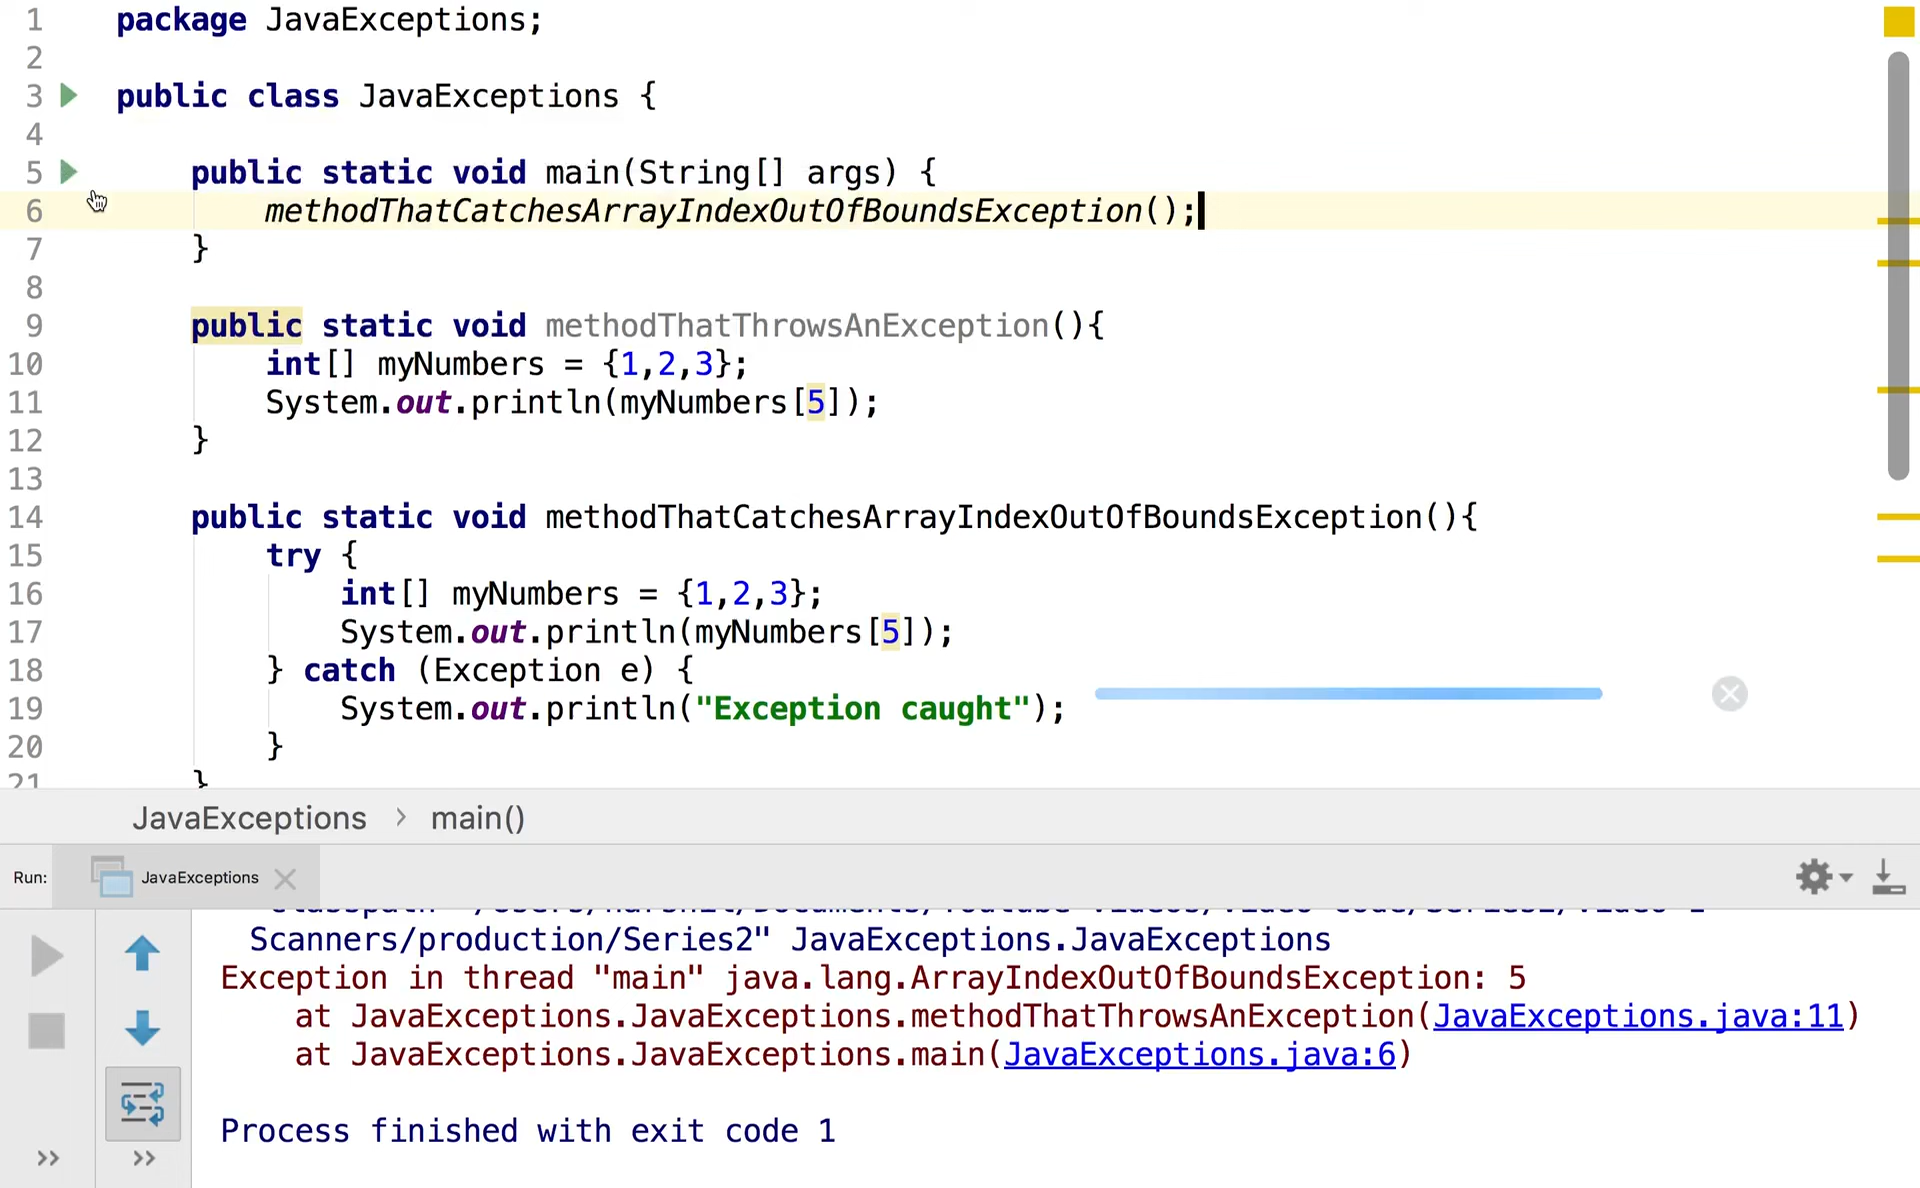 1 package JavaExceptions;
2
3 public class JavaExceptions {
4
5 public static void main(String[] args) {
6 methodThatCatchesArrayIndexOutOfBoundsException();
7 }
8
9 public static void methodThatThrowsAnException(){
10 int[] myNumbers = {1,2,3};
11 System.out.println(myNumbers[5]);
12 }
13
14 public static void methodThatCatchesArrayIndexOutOfBoundsException(){
15 try {
16 int[] myNumbers = {1,2,3};
17 System.out.println(myNumbers[5]);
18 } catch (Exception e) {
19 System.out.println("Exception caught");
20 }
21 }
JavaExceptions › main()
Run: JavaExceptions
Scanners/production/Series2" JavaExceptions.JavaExceptions
Exception in thread "main" java.lang.ArrayIndexOutOfBoundsException: 5
at JavaExceptions.JavaExceptions.methodThatThrowsAnException(JavaExceptions.java:11)
at JavaExceptions.JavaExceptions.main(JavaExceptions.java:6)
Process finished with exit code 1